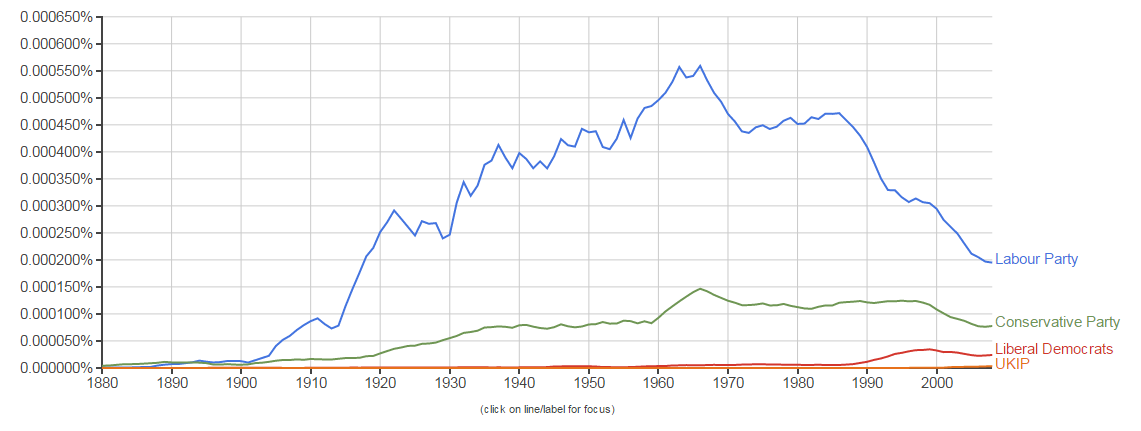 0.000650%
0.000600%
0.000550%
0.000500%
0.000450%
0.000400%
0.000350%
0.000300%
0.000250%
0.000200%
Labour Party
0.000150%
0.000100%
Conservative Party
0.000050%
Liberal Democrats
UKIP
0.000000%
1880 1890 1900 1910 1920 1930 1940 1950 1960 1970 1980 1990 2000
(click on line/label for focus)